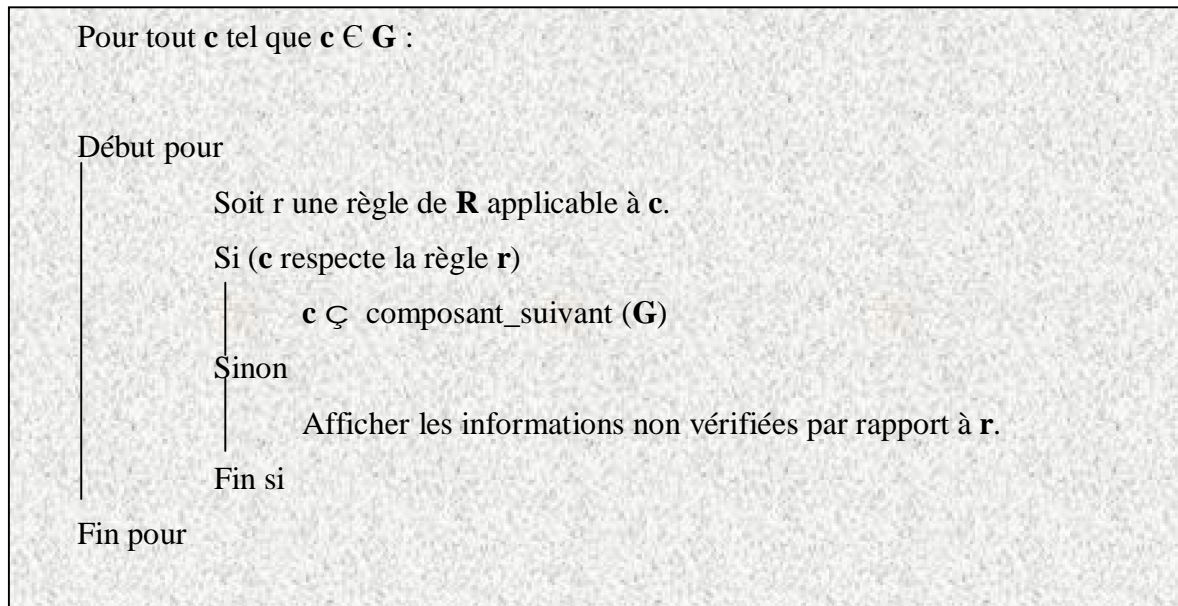 Pour tout c tel que c Є G :
Début pour
Soit r une règle de R applicable à c.
Si (c respecte la règle r)
c Ç composant_suivant (G)
Sinon
Afficher les informations non vérifiées par rapport à r.
Fin si
Fin pour